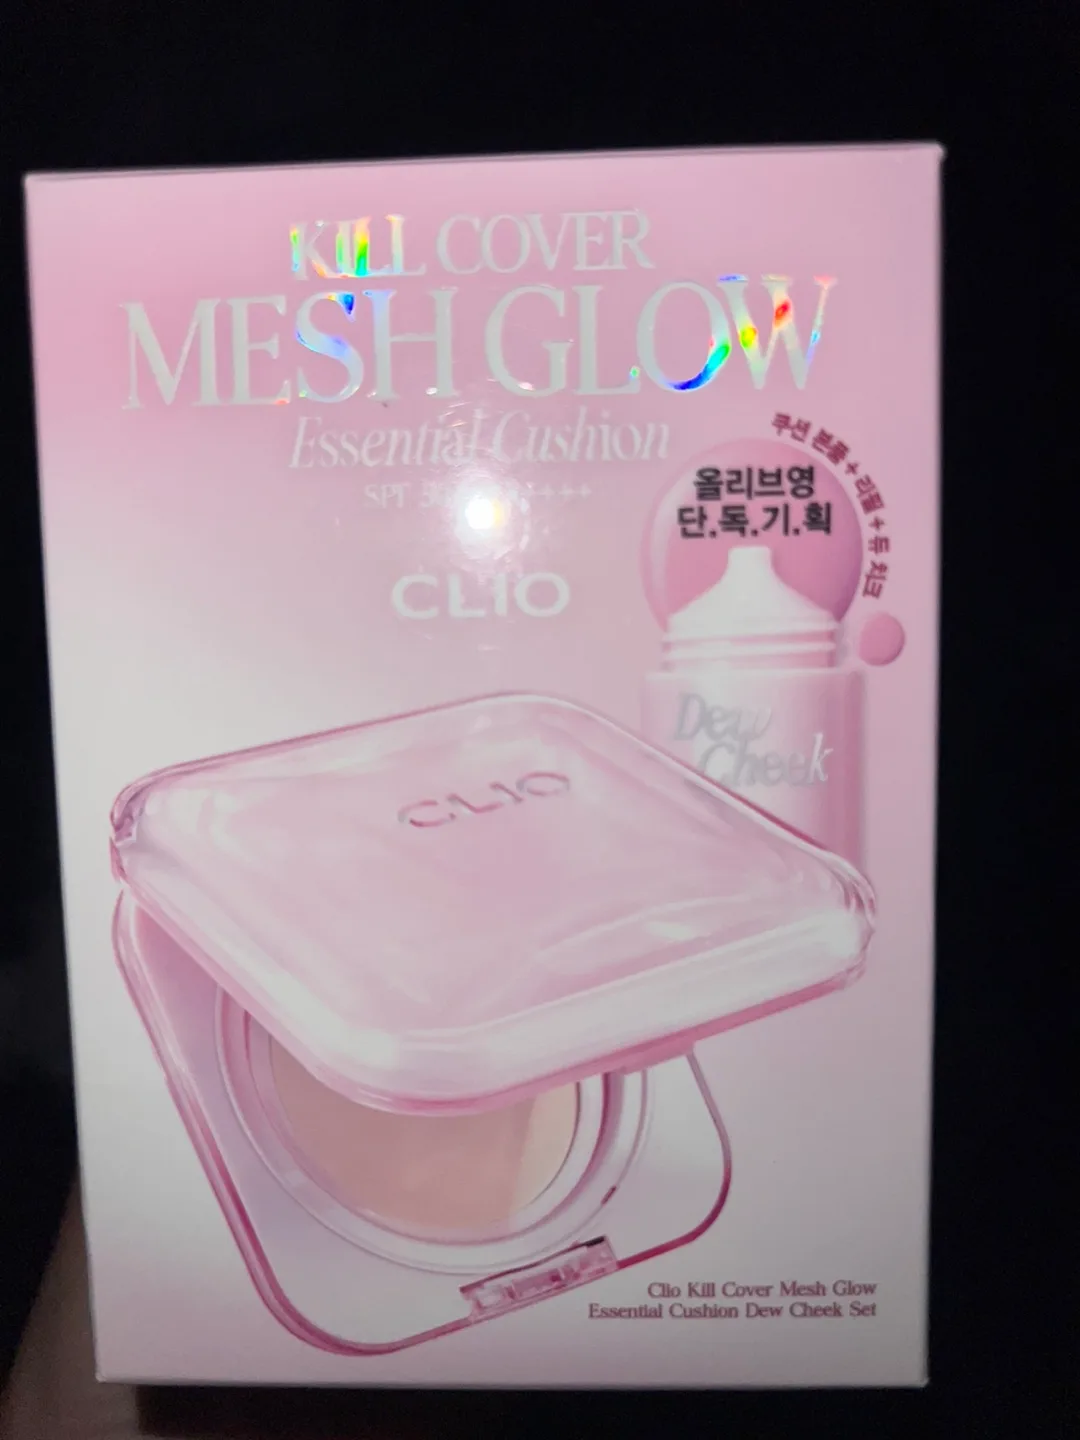 KILL COVER
MESH GLOW
Essential Cushion
SPF
CLIO
쿠션 본품+리필+듀 치크
올리브영
단.독.기.획
Dew
Cheek
CLIO
Clio Kill Cover Mesh Glow
Essential Cushion Dew Cheek Set